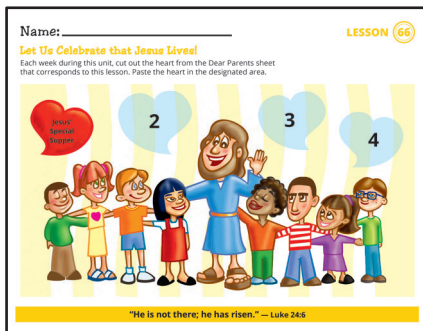 Name:
LESSON 66
Let Us Celebrate that Jesus Lives!
Each week during this unit, cut out the heart from the Dear Parents sheet
that corresponds to this lesson. Paste the heart in the designated area.
Jesus'
Special
Supper
2
3
4
"He is not there; he has risen." — Luke 24:6